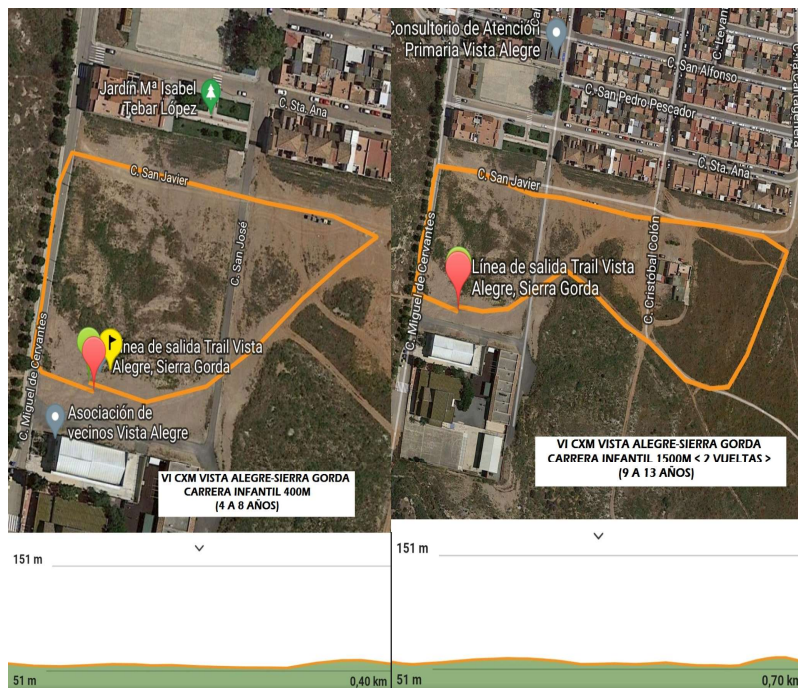 Jardín Mª Isabel
Tebar López
C. Sta. Ana
C. San Javier
C. San José
C. Miguel de Cervantes
Línea de salida Trail Vista
Alegre, Sierra Gorda
Asociación de
vecinos Vista Alegre
VI CXM VISTA ALEGRE-SIERRA GORDA
CARRERA INFANTIL 400M
(4 A 8 AÑOS)
151 m
51 m
0,40 km
Consultorio de Atención
Primaria Vista Alegre
C. San Alfonso
C. San Pedro Pescador
C. Sta. Ana
C. San Javier
C. Miguel de Cervantes
C. Cristóbal Colón
Línea de salida Trail Vista
Alegre, Sierra Gorda
VI CXM VISTA ALEGRE-SIERRA GORDA
CARRERA INFANTIL 1500M < 2 VUELTAS >
(9 A 13 AÑOS)
151 m
51 m
0,70 km